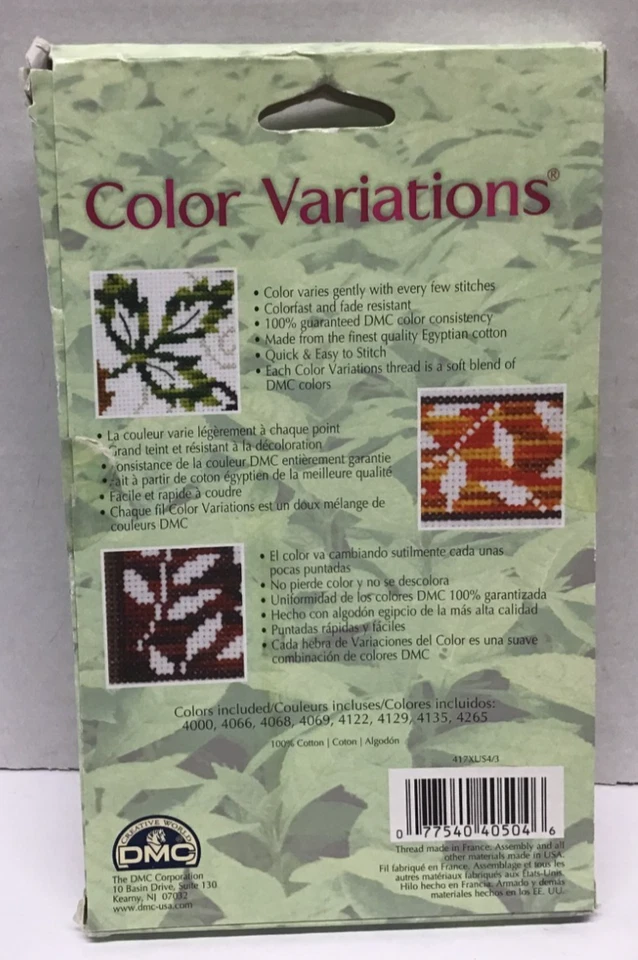 Color Variations®
• Color varies gently with every few stitches
• Colorfast and fade resistant
• 100% guaranteed DMC color consistency
• Made from the finest quality Egyptian cotton
• Quick & Easy to Stitch
• Each Color Variations thread is a soft blend of
DMC colors
• La couleur varie légèrement à chaque point
Grand teint et résistant à la décoloration
• Consistance de la couleur DMC entièrement garantie
• Fait à partir de coton égyptien de la meilleure qualité
• Facile et rapide à coudre
• Chaque fil Color Variations est un doux mélange de
couleurs DMC
• El color va cambiando sutilmente cada unas
pocas puntadas
• No pierde color y no se descolora
• Uniformidad de los colores DMC 100% garantizada
• Hecho con algodón egipcio de la más alta calidad
• Puntadas rápidas y fáciles
• Cada hebra de Variaciones del Color es una suave
combinación de colores DMC
Colors included/Couleurs incluses/Colores incluidos:
4000, 4066, 4068, 4069, 4122, 4129, 4135, 4265
100% Cotton | Coton | Algodón
417XUS4/3
0 77540 40504 6
Thread made in France. Assembly and all
other materials made in USA.
Fil fabriqué en France. Assemblage et tous les
autres matériaux fabriqués aux États-Unis.
Hilo hecho en Francia. Armado y demás
materiales hechos en los EE. UU.
CREATIVE WORLD
DMC
The DMC Corporation
10 Basin Drive, Suite 130
Kearny, NJ 07032
www.dmc-usa.com